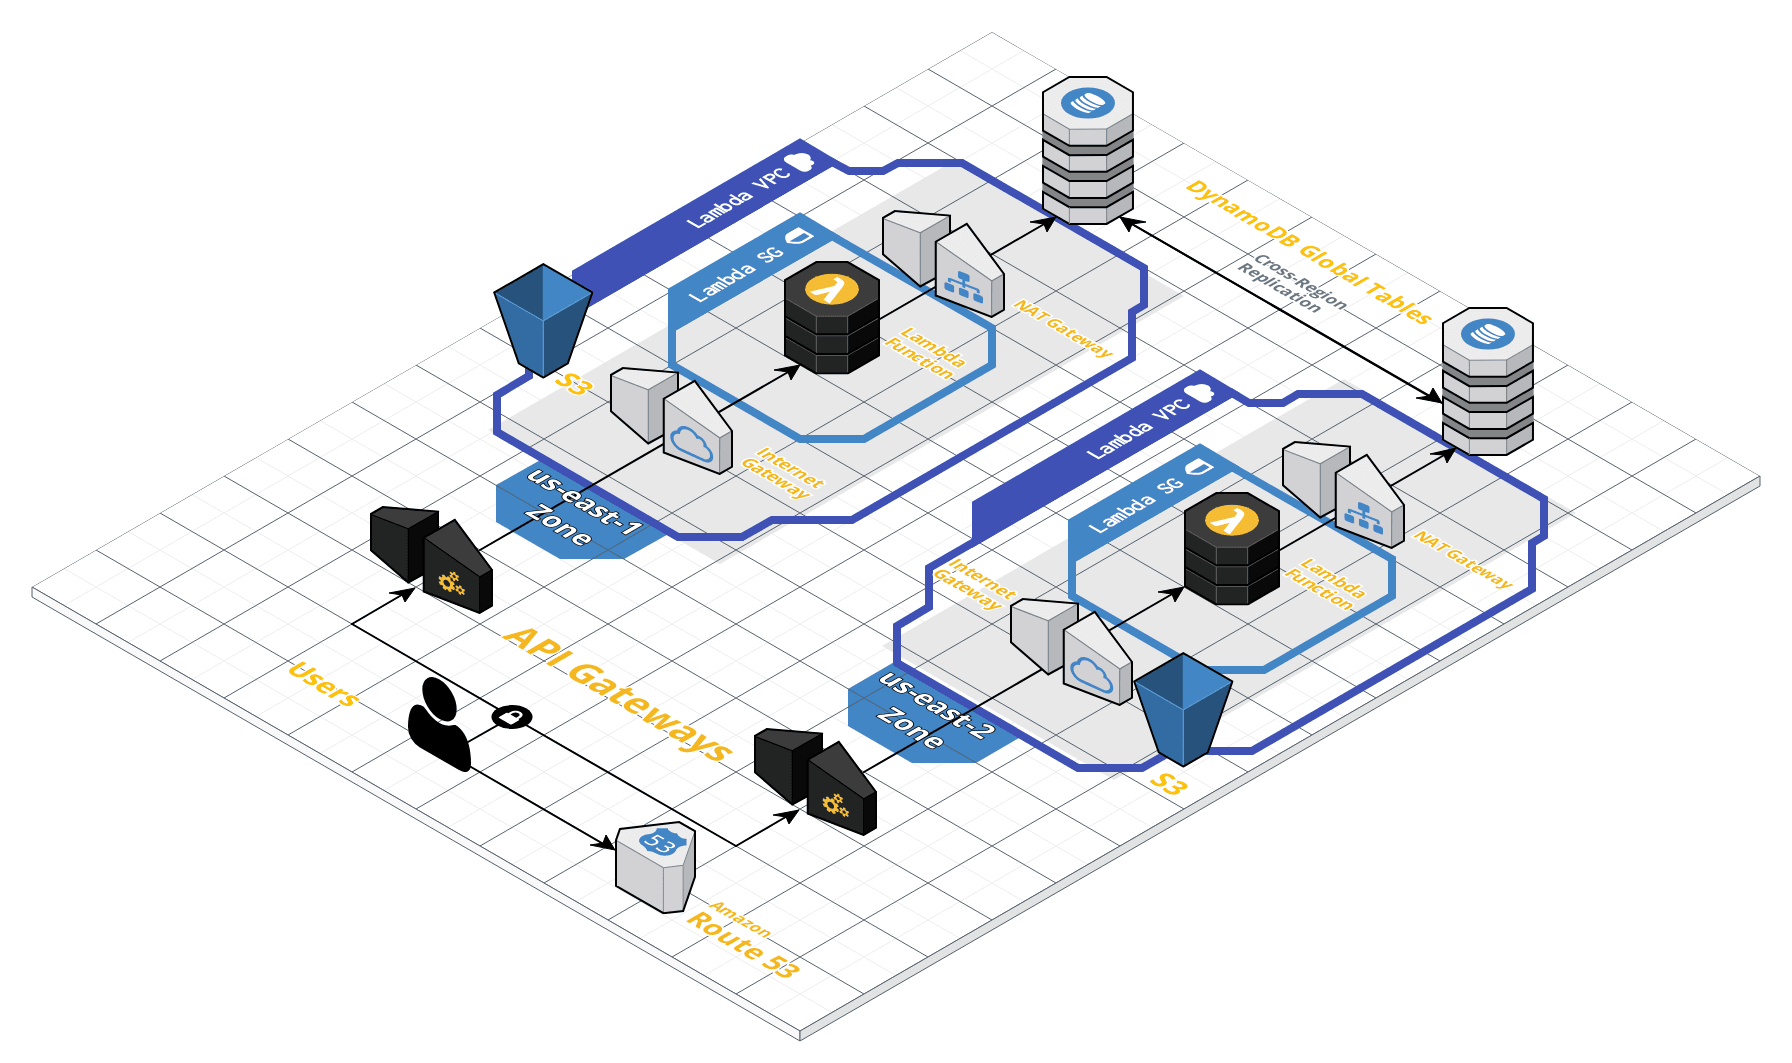 Lambda VPC
Lambda SG
DynamoDB Global Tables
Cross-Region
Replication
NAT Gateway
Lambda
Function
S3
Internet
Gateway
us-east-1
Zone
Lambda VPC
Lambda SG
NAT Gateway
Lambda
Function
Internet
Gateway
us-east-2
Zone
S3
API Gateways
Users
53
Amazon
Route 53